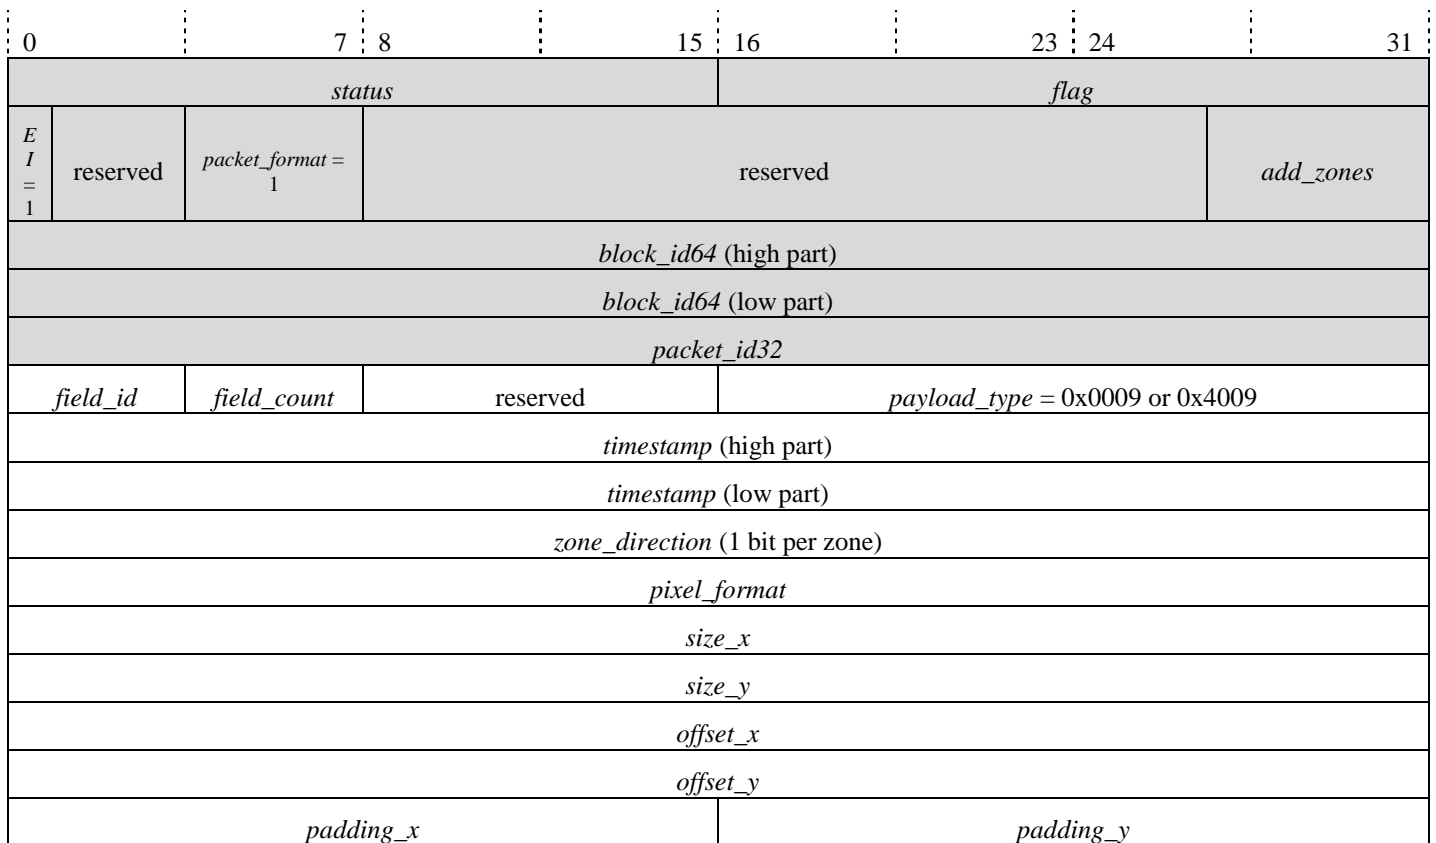 0 7 8 15 16 23 24 31
status flag
E
I
=
1
reserved
packet_format =
1
reserved
add_zones
block_id64 (high part)
block_id64 (low part)
packet_id32
field_id field_count reserved payload_type = 0x0009 or 0x4009
timestamp (high part)
timestamp (low part)
zone_direction (1 bit per zone)
pixel_format
size_x
size_y
offset_x
offset_y
padding_x padding_y